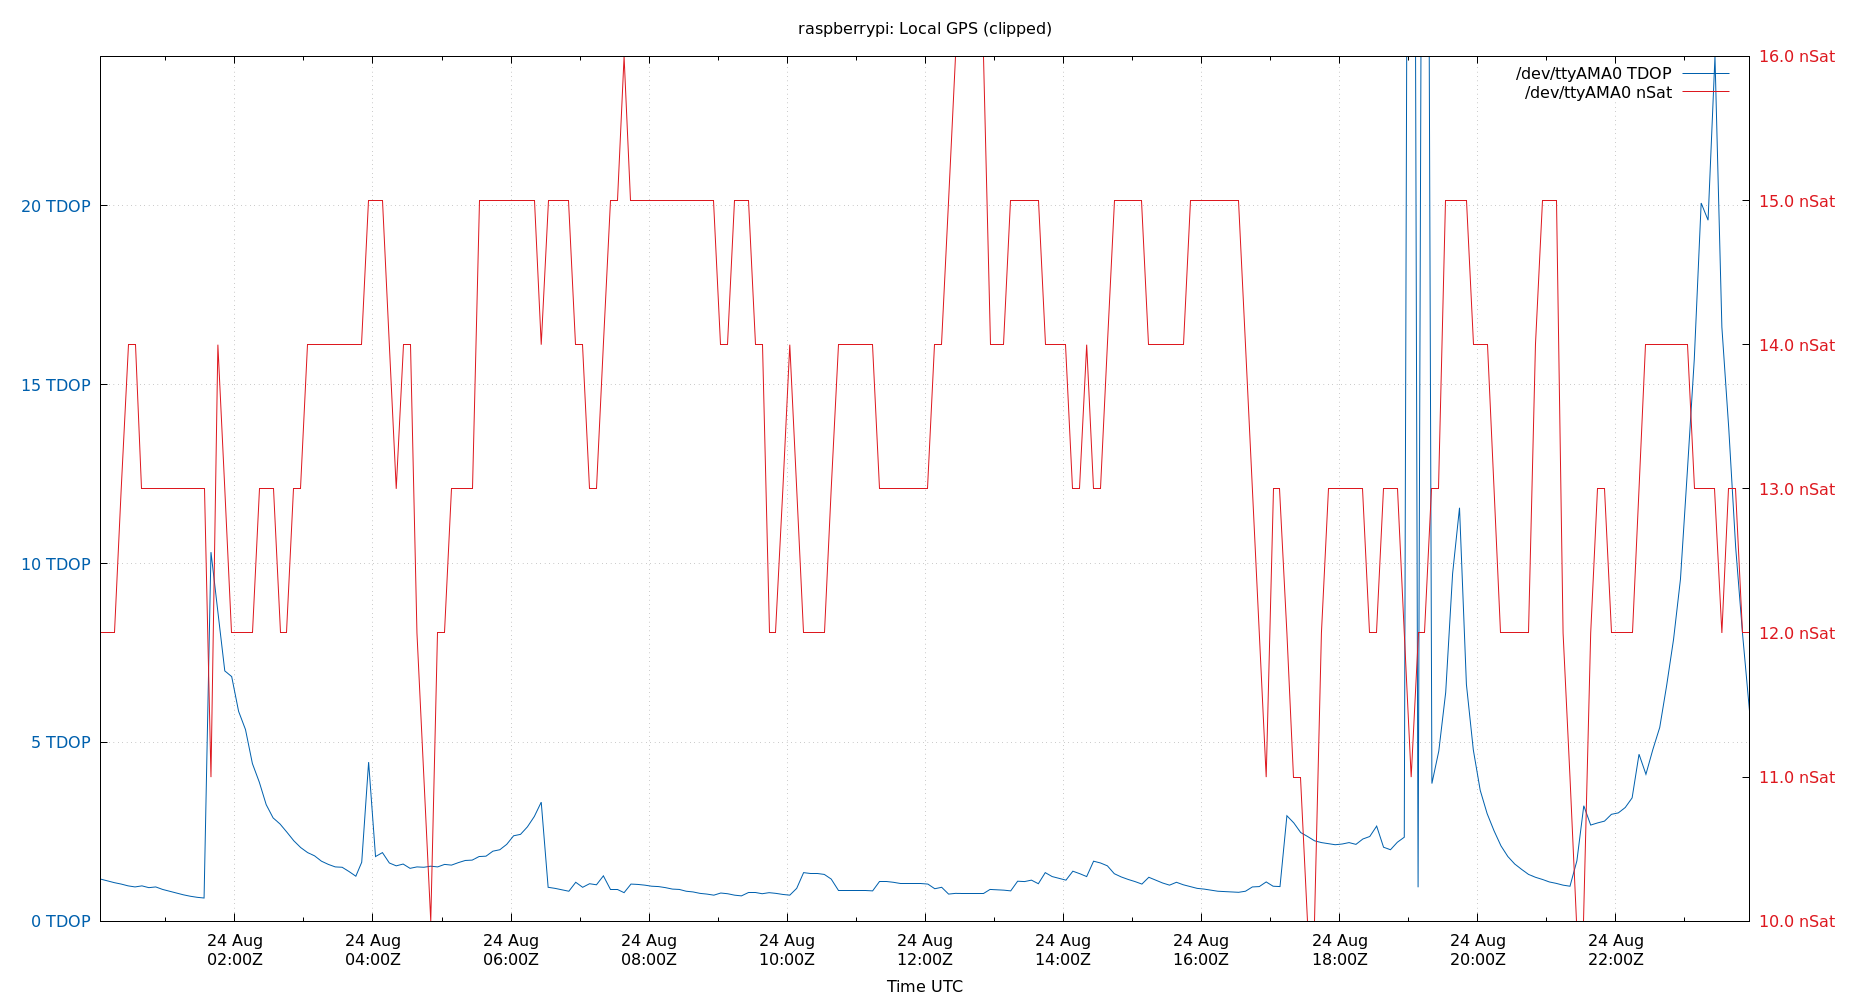 raspberrypi: Local GPS (clipped)
/dev/ttyAMA0 TDOP
/dev/ttyAMA0 nSat
20 TDOP
15 TDOP
10 TDOP
5 TDOP
0 TDOP
16.0 nSat
15.0 nSat
14.0 nSat
13.0 nSat
12.0 nSat
11.0 nSat
10.0 nSat
24 Aug 24 Aug 24 Aug 24 Aug 24 Aug 24 Aug 24 Aug 24 Aug 24 Aug 24 Aug 24 Aug
02:00Z 04:00Z 06:00Z 08:00Z 10:00Z 12:00Z 14:00Z 16:00Z 18:00Z 20:00Z 22:00Z
Time UTC